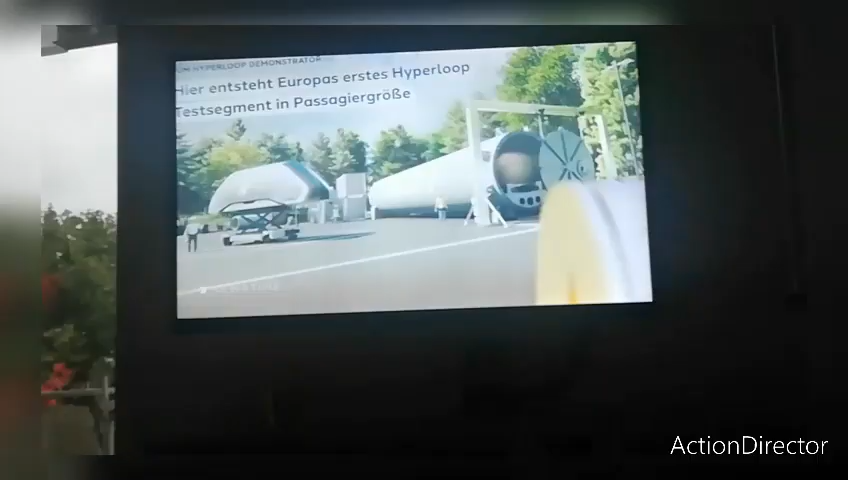 HYPERLOOP DEMONSTRATOR
Hier entsteht Europas erstes Hyperloop
Testsegment in Passagiergröße
ActionDirector